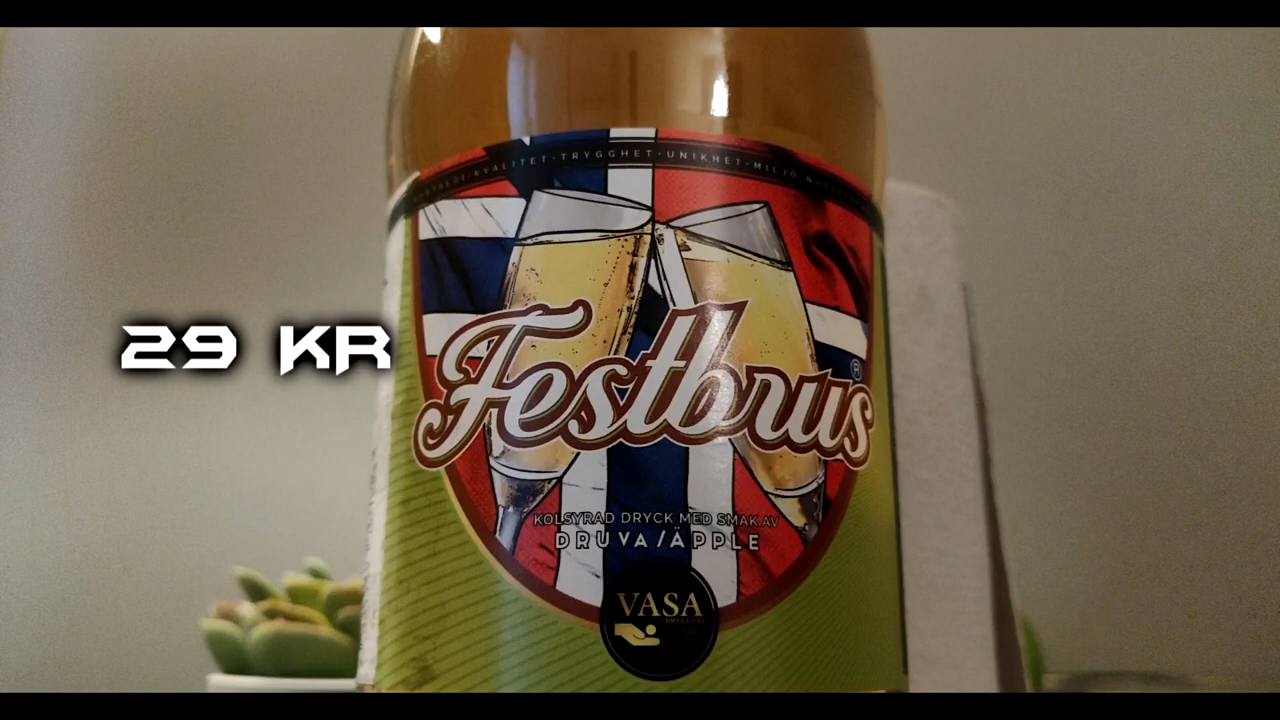 KVALITET · TRYGGHET · UNIKHET · MILJÖ
29 KR
Festbrus
®
KOLSYRAD DRYCK MED SMAK AV
DRUVA/ÄPPLE
VASA